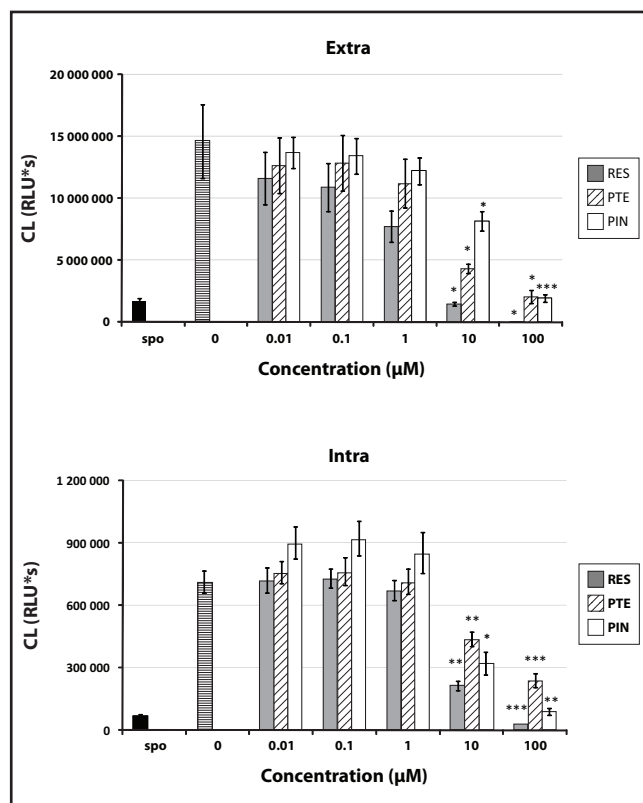 Extra
20 000 000
15 000 000
10 000 000
5 000 000
0
CL (RLU*s)
RES
PTE
PIN
* * *
* * ***
spo 0 0.01 0.1 1 10 100
Concentration (µM)
Intra
1 200 000
900 000
600 000
300 000
0
CL (RLU*s)
RES
PTE
PIN
** ** *
*** *** **
spo 0 0.01 0.1 1 10 100
Concentration (µM)